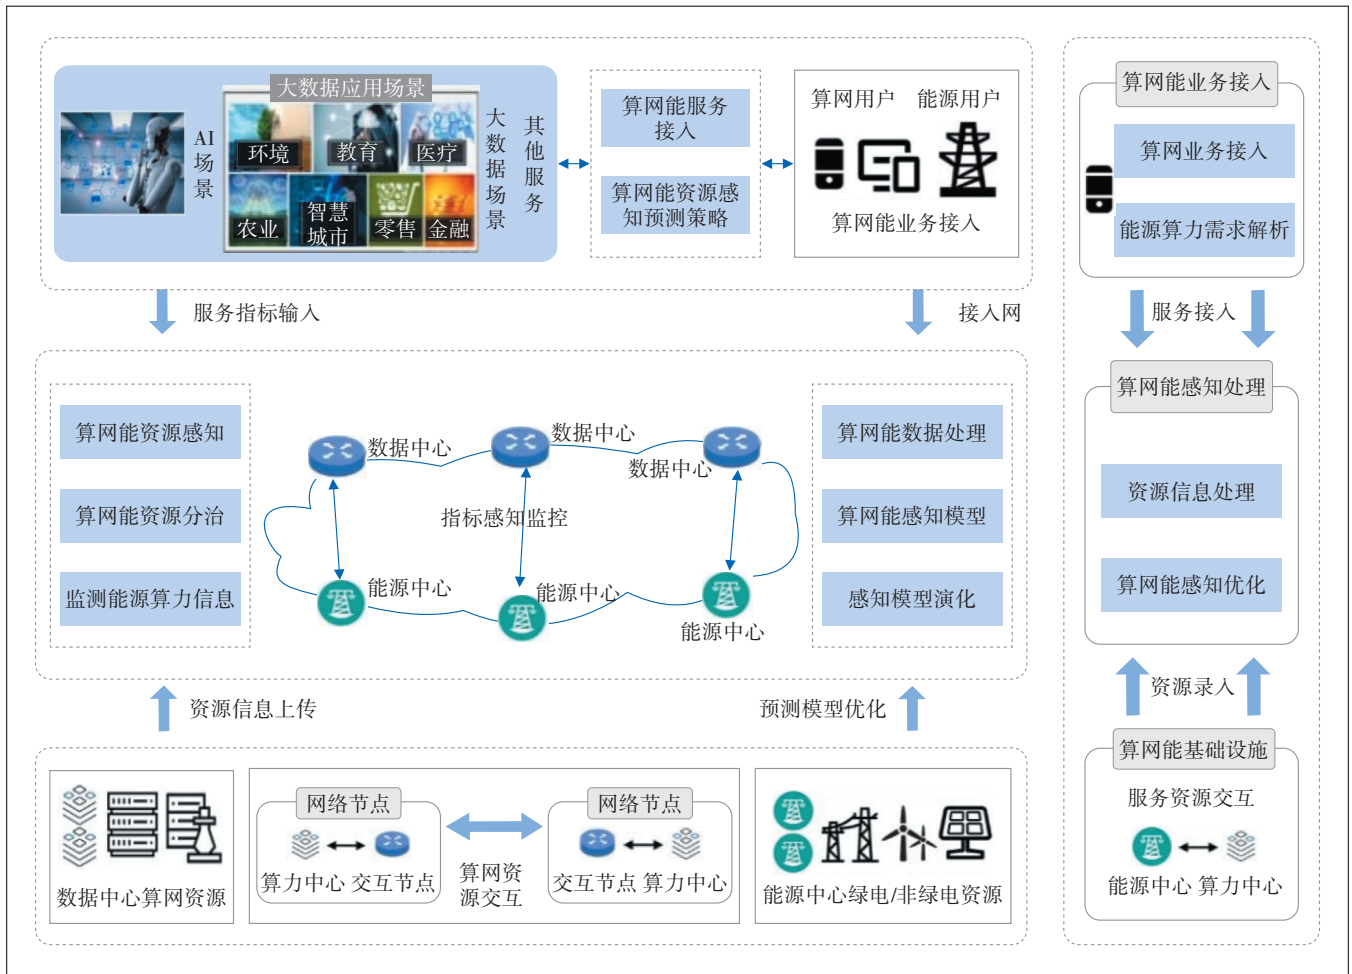 大数据应用场景
AI
场
景
环境
教育
医疗
农业
智慧
城市
零售
金融
大
数
据
场
景
其
他
服
务
算网能服务
接入
算网能资源感
知预测策略
算网用户
能源用户
算网能业务接入
服务指标输入
接入网
算网能资源感知
算网能资源分治
监测能源算力信息
数据中心
数据中心
数据中心
指标感知监控
能源中心
能源中心
能源中心
算网能数据处理
算网能感知模型
感知模型演化
资源信息上传
预测模型优化
数据中心算网资源
网络节点
算力中心
交互节点
算网资
源交互
网络节点
交互节点
算力中心
能源中心绿电/非绿电资源
算网能业务接入
算网业务接入
能源算力需求解析
服务接入
算网能感知处理
资源信息处理
算网能感知优化
资源录入
算网能基础设施
服务资源交互
能源中心
算力中心